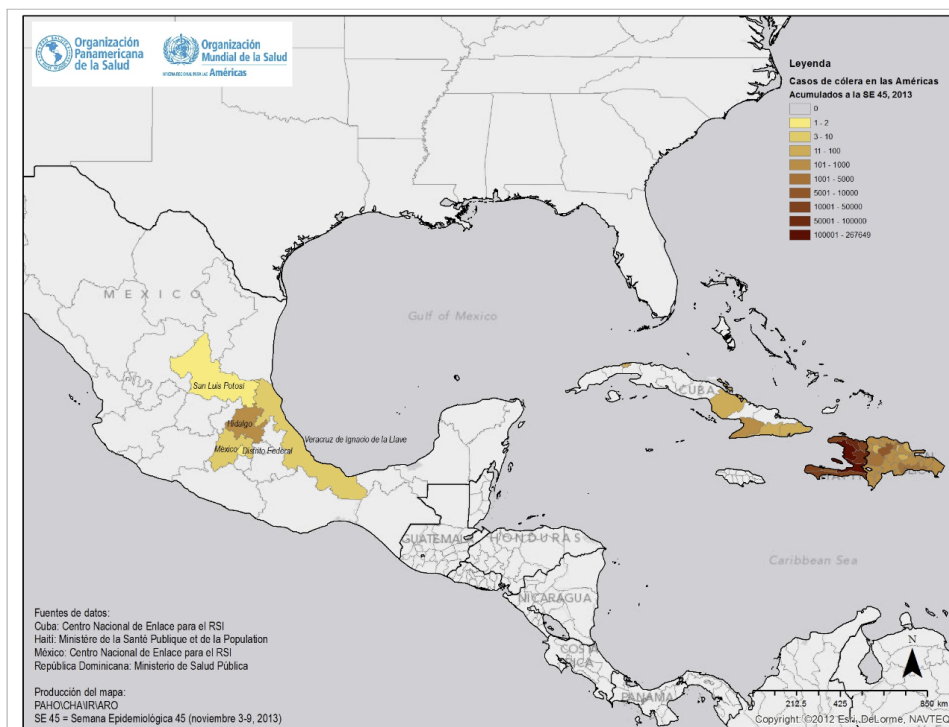 Organización
Panamericana
de la Salud
Organización
Mundial de la Salud
Américas
Leyenda
Casos de cólera en las Américas
Acumulados a la SE 45, 2013
0
1 - 2
3 - 10
11 - 100
101 - 1000
1001 - 5000
5001 - 10000
10001 - 50000
50001 - 100000
100001 - 267649
MEXICO
Gulf of Mexico
San Luis Potosí
CUBA
Hidalgo
Veracruz de Ignacio de la Llave
México
Distrito Federal
GUATEMALA
HONDURAS
Caribbean Sea
NICARAGUA
COSTA
RICA
PANAMA
Fuentes de datos:
Cuba: Centro Nacional de Enlace para el RSI
Haití: Ministère de la Santé Publique et de la Population
México: Centro Nacional de Enlace para el RSI
República Dominicana: Ministerio de Salud Pública
Producción del mapa:
PAHO\CHA\IR\ARO
SE 45 = Semana Epidemiológica 45 (noviembre 3-9, 2013)
N
0 212.5 425 850 km
Copyright: ©2012 Esri, DeLorme, NAVTEQ